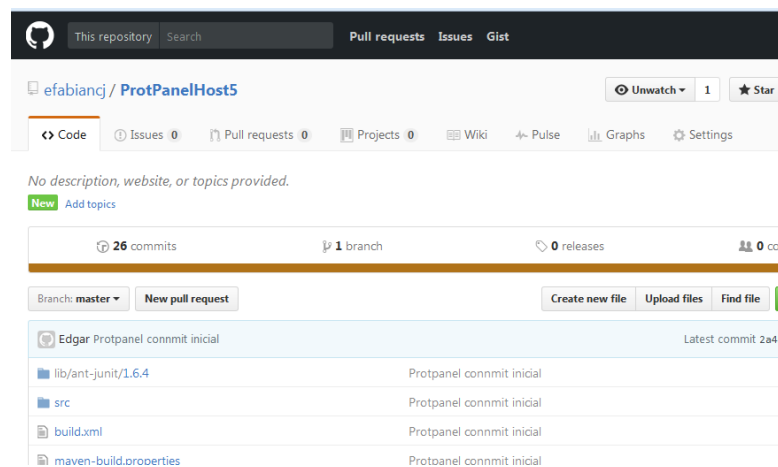 This repository Search Pull requests Issues Gist
efabiancj / ProtPanelHost5 Unwatch 1 Star
Code Issues 0 Pull requests 0 Projects 0 Wiki Pulse Graphs Settings
No description, website, or topics provided.
New Add topics
26 commits 1 branch 0 releases 0 co
Branch: master New pull request Create new file Upload files Find file
Edgar Protpanel connmit inicial Latest commit 2a4
lib/ant-junit/1.6.4 Protpanel connmit inicial
src Protpanel connmit inicial
build.xml Protpanel connmit inicial
maven-build.properties Protpanel connmit inicial